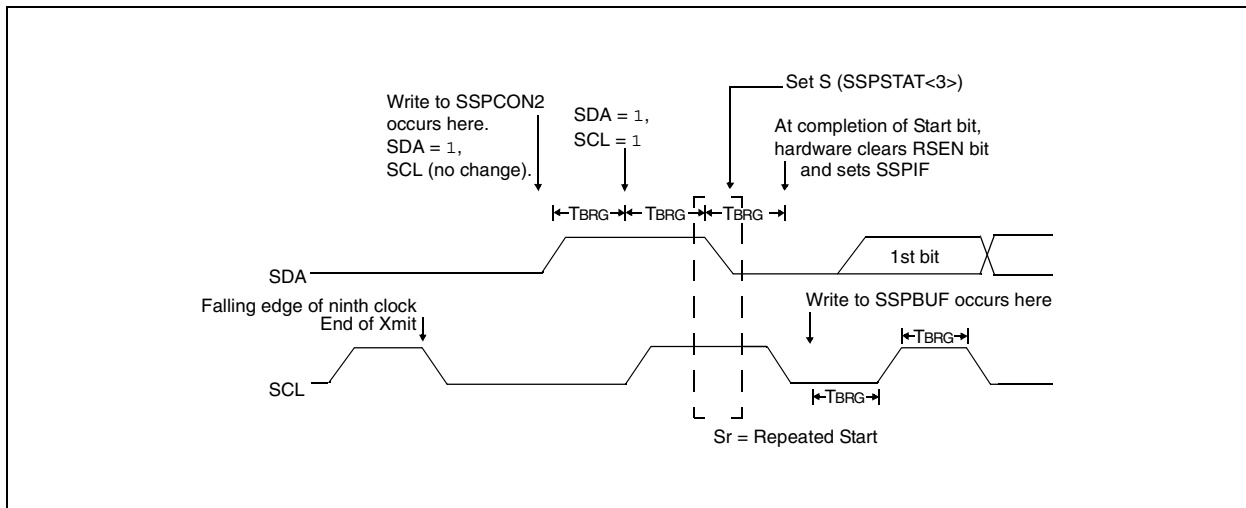 Set S (SSPSTAT<3>)
Write to SSPCON2
occurs here.
SDA = 1,
SCL (no change).
SDA = 1,
SCL = 1
At completion of Start bit,
hardware clears RSEN bit
and sets SSPIF
TBRG
TBRG
TBRG
SDA
1st bit
Falling edge of ninth clock
End of Xmit
Write to SSPBUF occurs here
TBRG
SCL
TBRG
Sr = Repeated Start